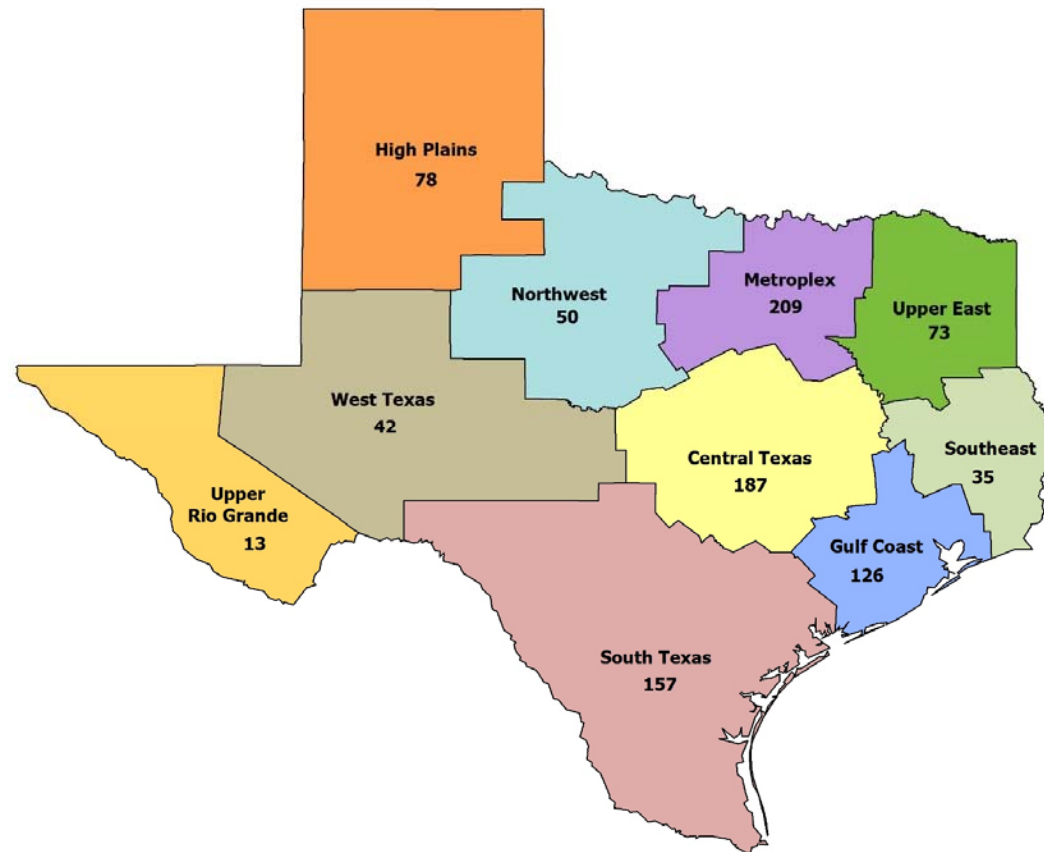 High Plains
78
Northwest
50
Metroplex
209
Upper East
73
West Texas
42
Central Texas
187
Southeast
35
Upper
Rio Grande
13
Gulf Coast
126
South Texas
157